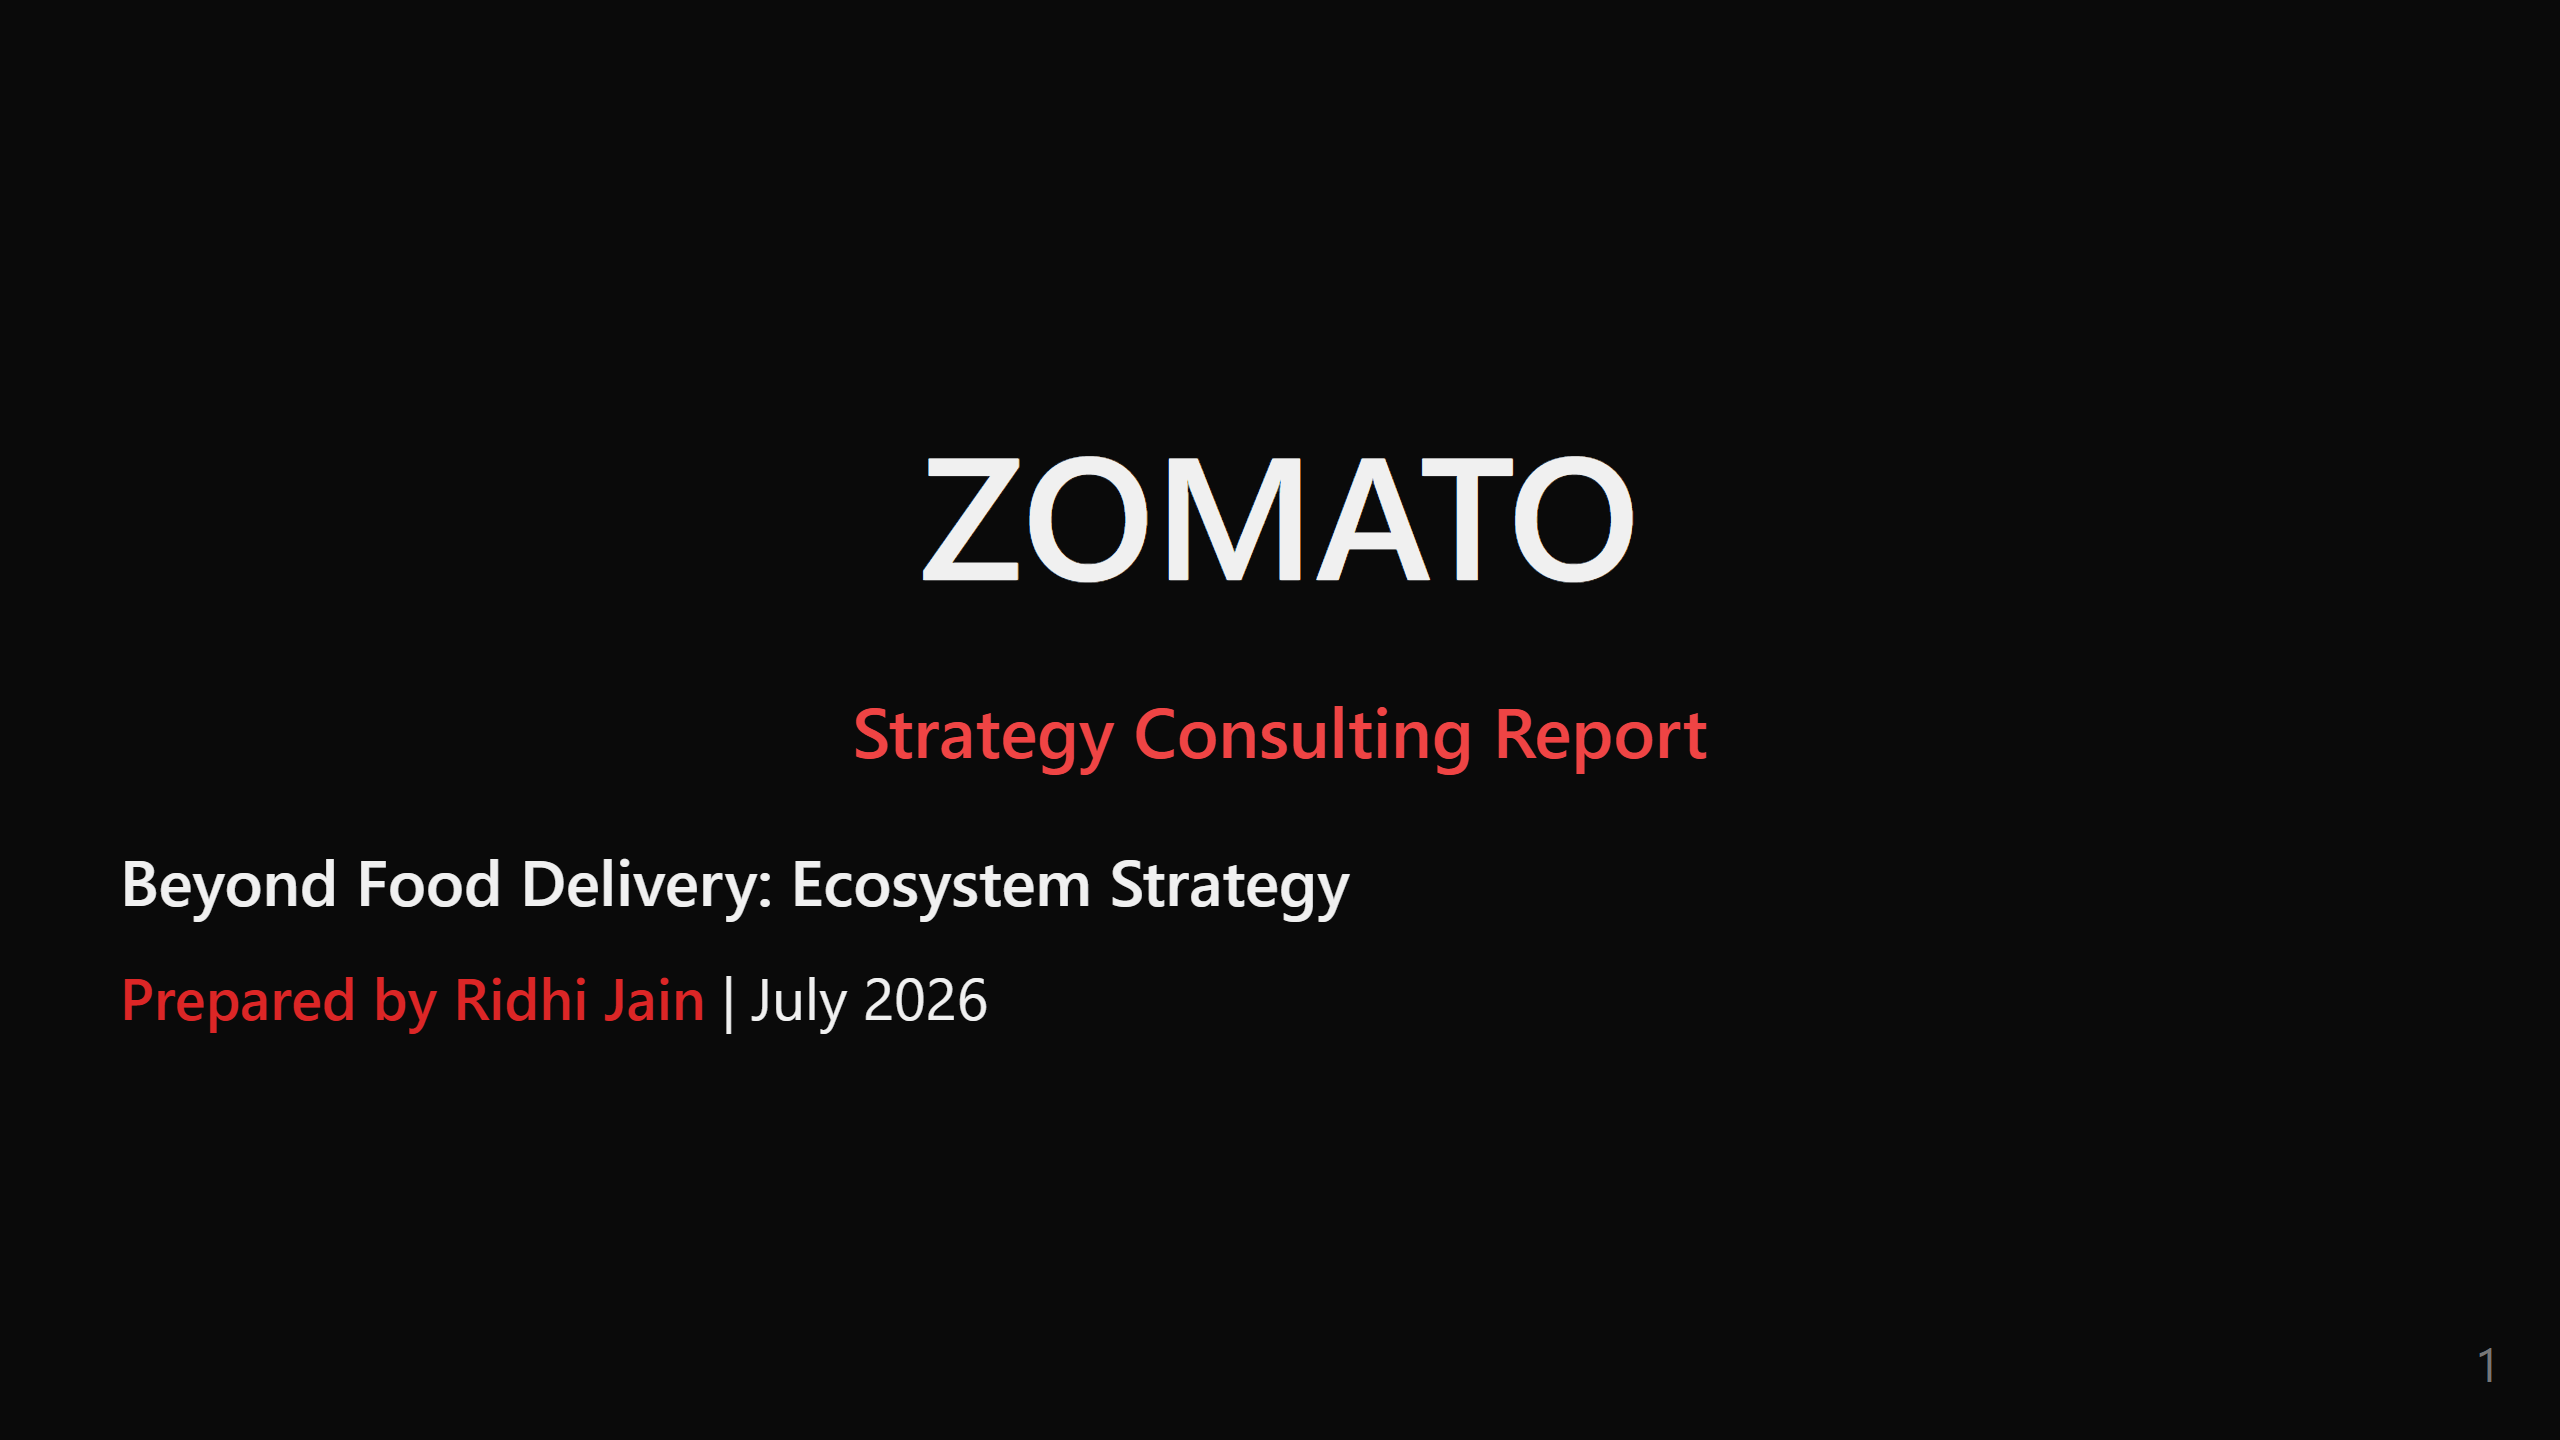 ZOMATO
Strategy Consulting Report
Beyond Food Delivery: Ecosystem Strategy
Prepared by Ridhi Jain | July 2026
1